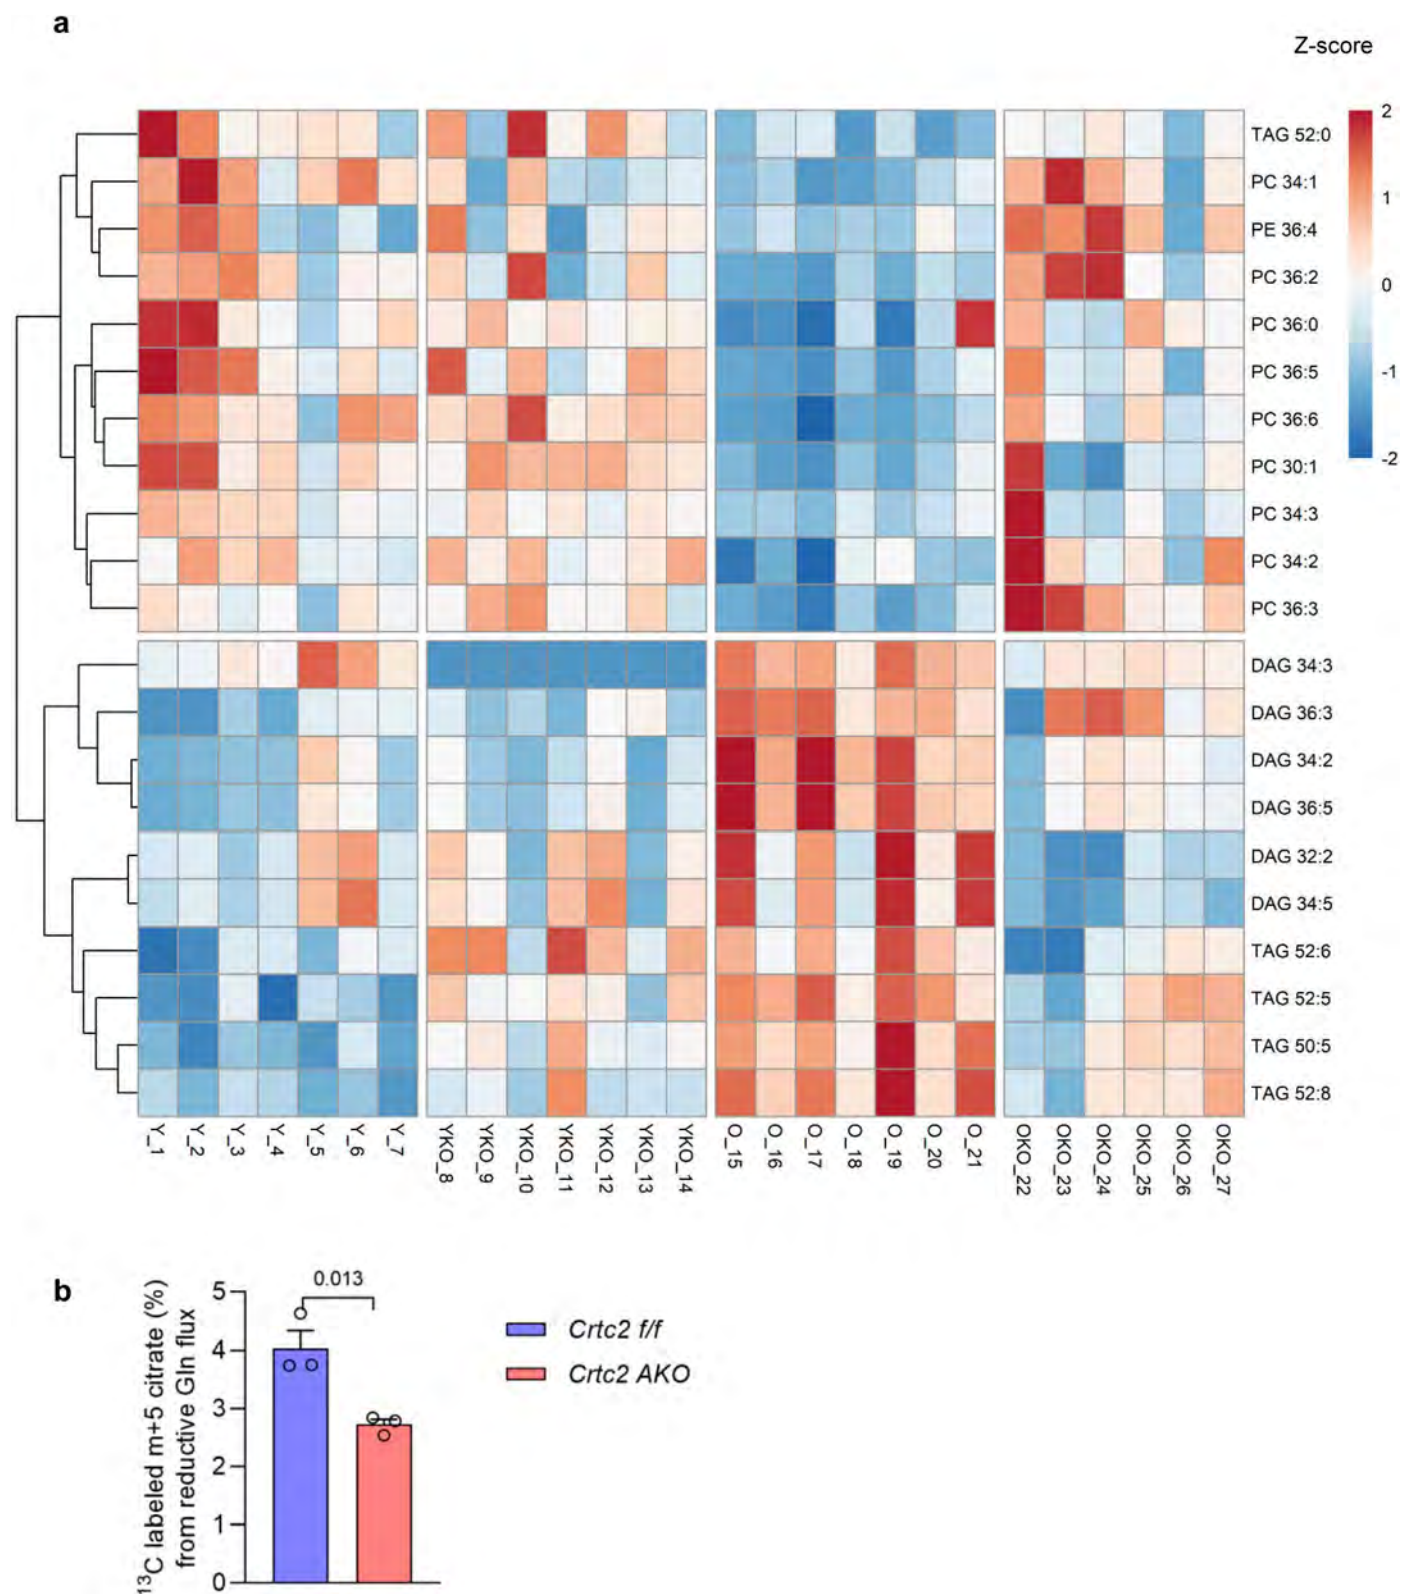 a
Z-score
2
1
0
-1
-2
TAG 52:0
PC 34:1
PE 36:4
PC 36:2
PC 36:0
PC 36:5
PC 36:6
PC 30:1
PC 34:3
PC 34:2
PC 36:3
DAG 34:3
DAG 36:3
DAG 34:2
DAG 36:5
DAG 32:2
DAG 34:5
TAG 52:6
TAG 52:5
TAG 50:5
TAG 52:8
Y_1
Y_2
Y_3
Y_4
Y_5
Y_6
Y_7
YKO_8
YKO_9
YKO_10
YKO_11
YKO_12
YKO_13
YKO_14
O_15
O_16
O_17
O_18
O_19
O_20
O_21
OKO_22
OKO_23
OKO_24
OKO_25
OKO_26
OKO_27
b
13C labeled m+5 citrate (%)
from reductive Gln flux
5
4
3
2
1
0
0.013
Crtc2 f/f
Crtc2 AKO